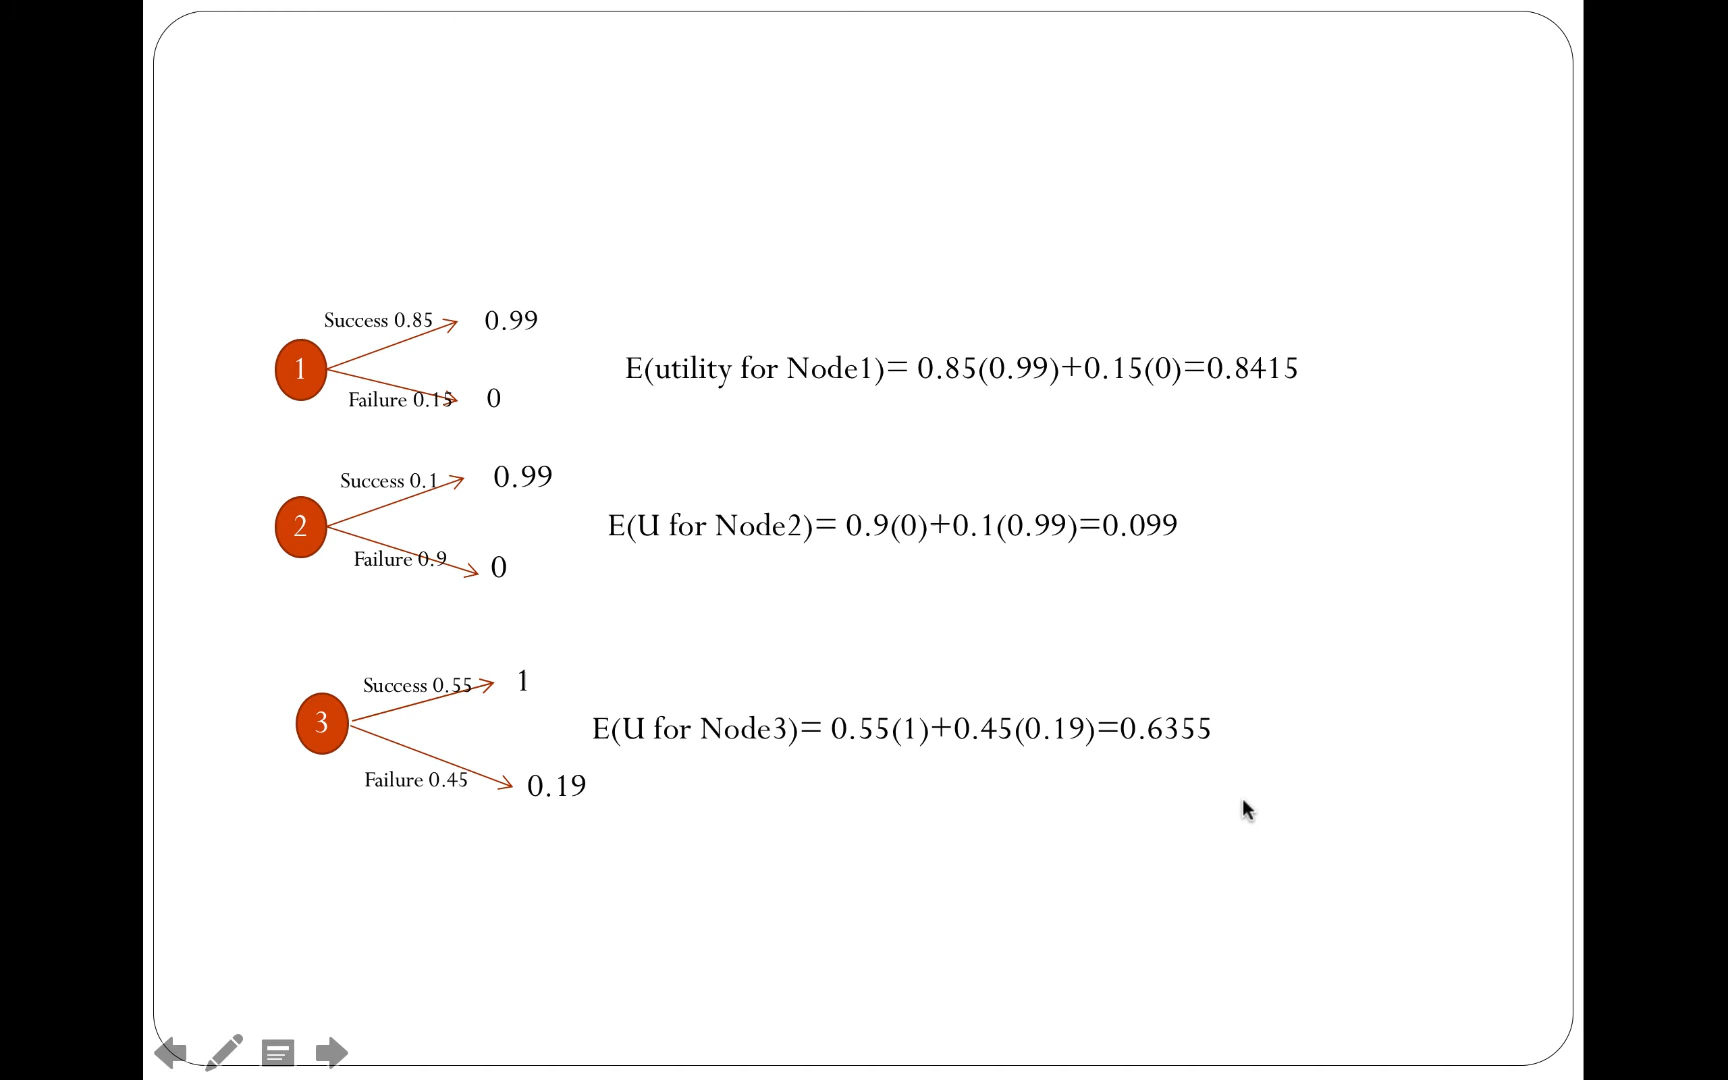 Success 0.85
0.99
1
E(utility for Node1)= 0.85(0.99)+0.15(0)=0.8415
Failure 0.15
0
Success 0.1
0.99
2
E(U for Node2)= 0.9(0)+0.1(0.99)=0.099
Failure 0.9
0
Success 0.55
1
3
E(U for Node3)= 0.55(1)+0.45(0.19)=0.6355
Failure 0.45
0.19